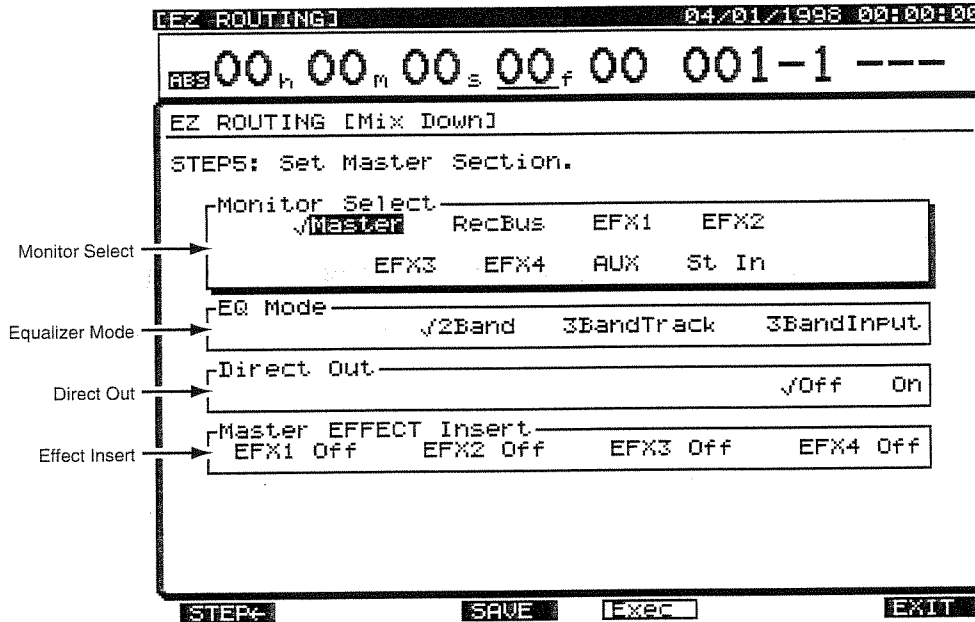 [EZ ROUTING] 04/01/1998 00:00:00
ABS 00h 00m 00s 00f 00 001-1 ---
EZ ROUTING [Mix Down]
STEP5: Set Master Section.
Monitor Select
√Master RecBus EFX1 EFX2
Monitor Select
EFX3 EFX4 AUX St In
EQ Mode
Equalizer Mode
√2Band 3BandTrack 3BandInput
Direct Out
Direct Out
√Off On
Master EFFECT Insert
Effect Insert
EFX1 Off EFX2 Off EFX3 Off EFX4 Off
STEP← SAVE Exec EXIT